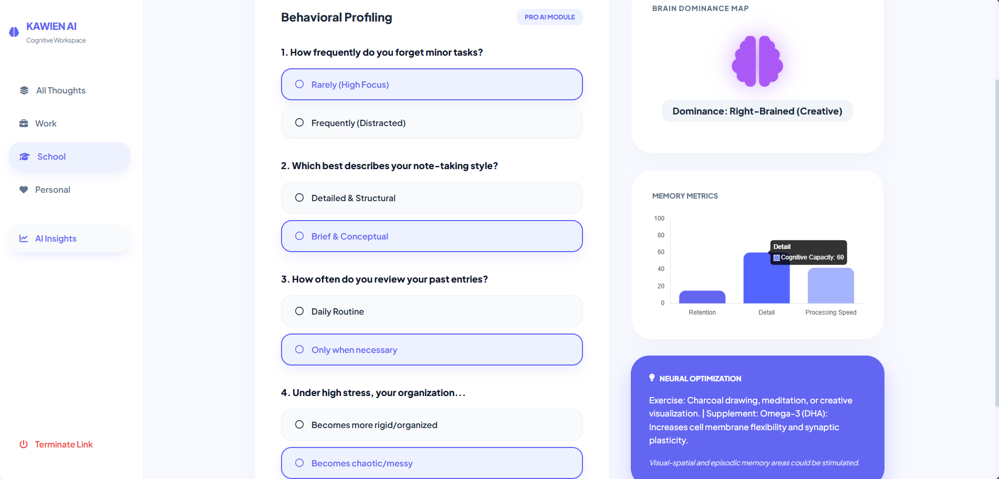 KAWIEN AI
Cognitive Workspace
All Thoughts
Work
School
Personal
AI Insights
Terminate Link
Behavioral Profiling
PRO AI MODULE
1. How frequently do you forget minor tasks?
Rarely (High Focus)
Frequently (Distracted)
2. Which best describes your note-taking style?
Detailed & Structural
Brief & Conceptual
3. How often do you review your past entries?
Daily Routine
Only when necessary
4. Under high stress, your organization...
Becomes more rigid/organized
Becomes chaotic/messy
BRAIN DOMINANCE MAP
Dominance: Right-Brained (Creative)
MEMORY METRICS
100
80
60
40
20
0
Detail
Cognitive Capacity: 60
Retention
Detail
Processing Speed
NEURAL OPTIMIZATION
Exercise: Charcoal drawing, meditation, or creative
visualization. | Supplement: Omega-3 (DHA):
Increases cell membrane flexibility and synaptic
plasticity.
Visual-spatial and episodic memory areas could be stimulated.